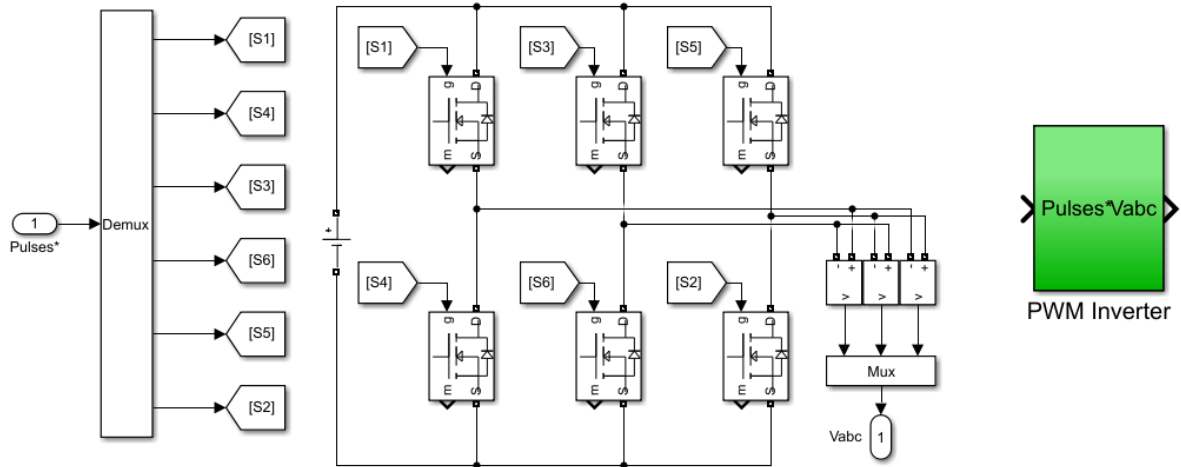 [S1]
[S4]
[S3]
[S6]
[S5]
[S2]
1
Pulses*
Demux
+
[S1]
g
D
m
S
[S3]
g
D
m
S
[S5]
g
D
m
S
[S4]
g
D
m
S
[S6]
g
D
m
S
[S2]
g
D
m
S
- + - + - +
v v v
Mux
Vabc
1
Pulses*Vabc
PWM Inverter